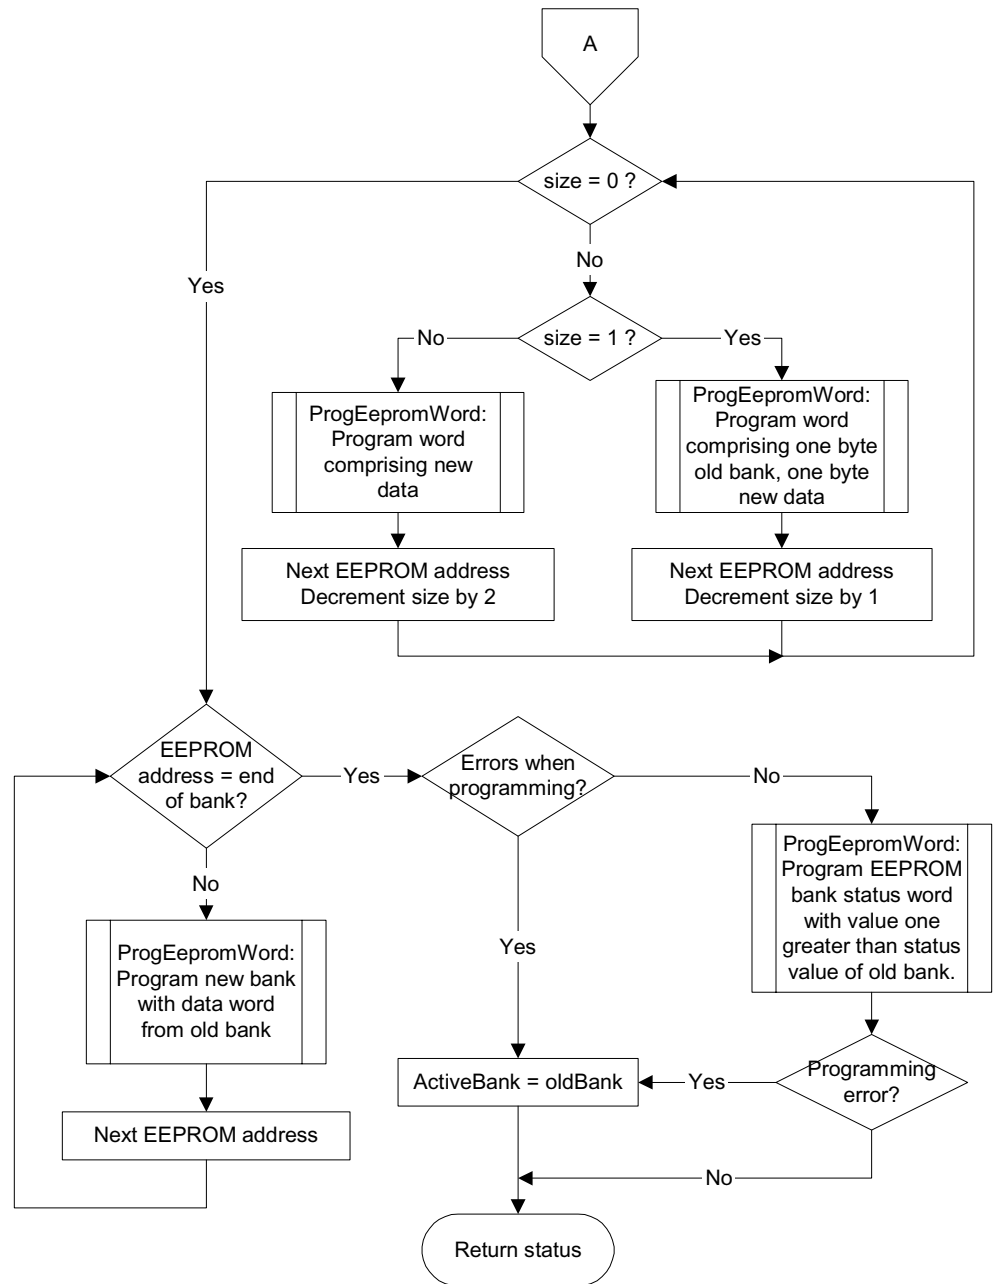 A
size = 0 ?
Yes
No
size = 1 ?
No
Yes
ProgEepromWord:
Program word
comprising new
data
ProgEepromWord:
Program word
comprising one byte
old bank, one byte
new data
Next EEPROM address
Decrement size by 2
Next EEPROM address
Decrement size by 1
EEPROM
address = end
of bank?
Yes
Errors when
programming?
No
No
Yes
ProgEepromWord:
Program new bank
with data word
from old bank
ProgEepromWord:
Program EEPROM
bank status word
with value one
greater than status
value of old bank.
Next EEPROM address
ActiveBank = oldBank
Yes
Programming
error?
No
Return status